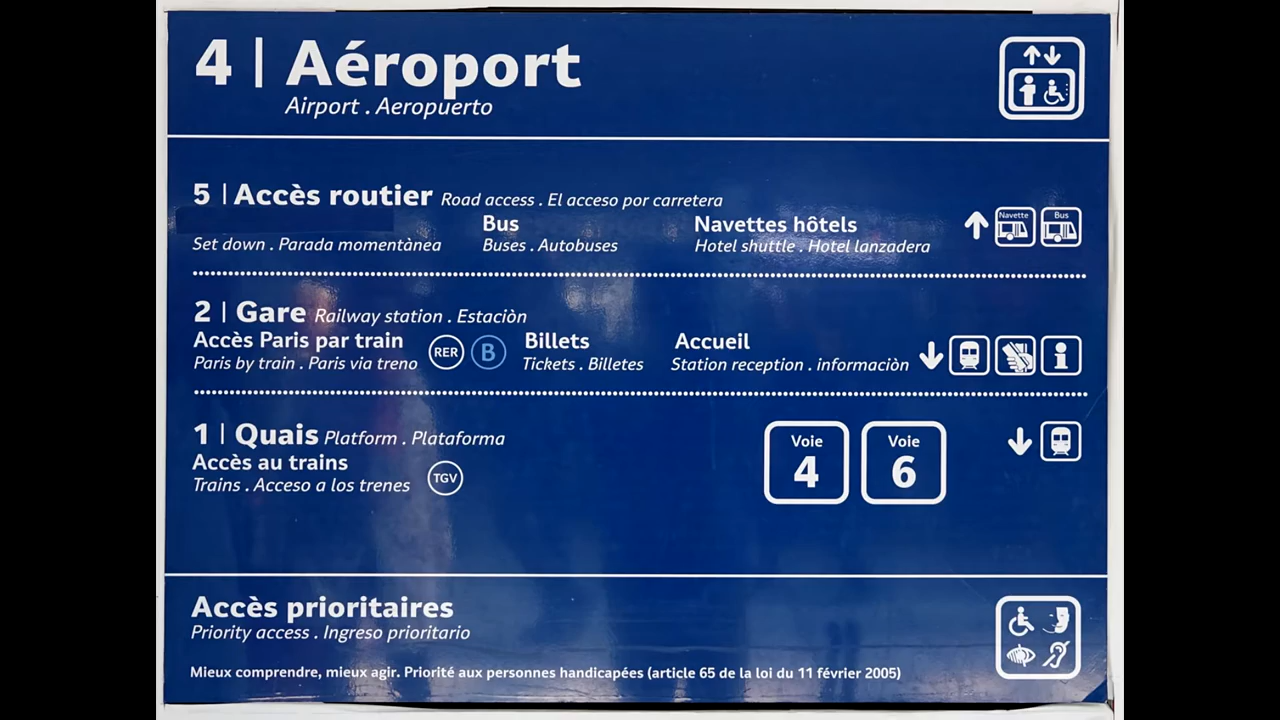 4 | Aéroport
Airport . Aeropuerto
5 | Accès routier Road access . El acceso por carretera
Bus Navettes hôtels
Navette Bus
Set down . Parada momentànea Buses . Autobuses Hotel shuttle . Hotel lanzadera
2 | Gare Railway station . Estaciòn
Accès Paris par train RER B Billets Accueil
Paris by train . Paris via treno Tickets . Billetes Station reception . informaciòn
1 | Quais Platform . Plataforma
Accès au trains TGV
Trains . Acceso a los trenes
Voie 4 Voie 6
Accès prioritaires
Priority access . Ingreso prioritario
Mieux comprendre, mieux agir. Priorité aux personnes handicapées (article 65 de la loi du 11 février 2005)